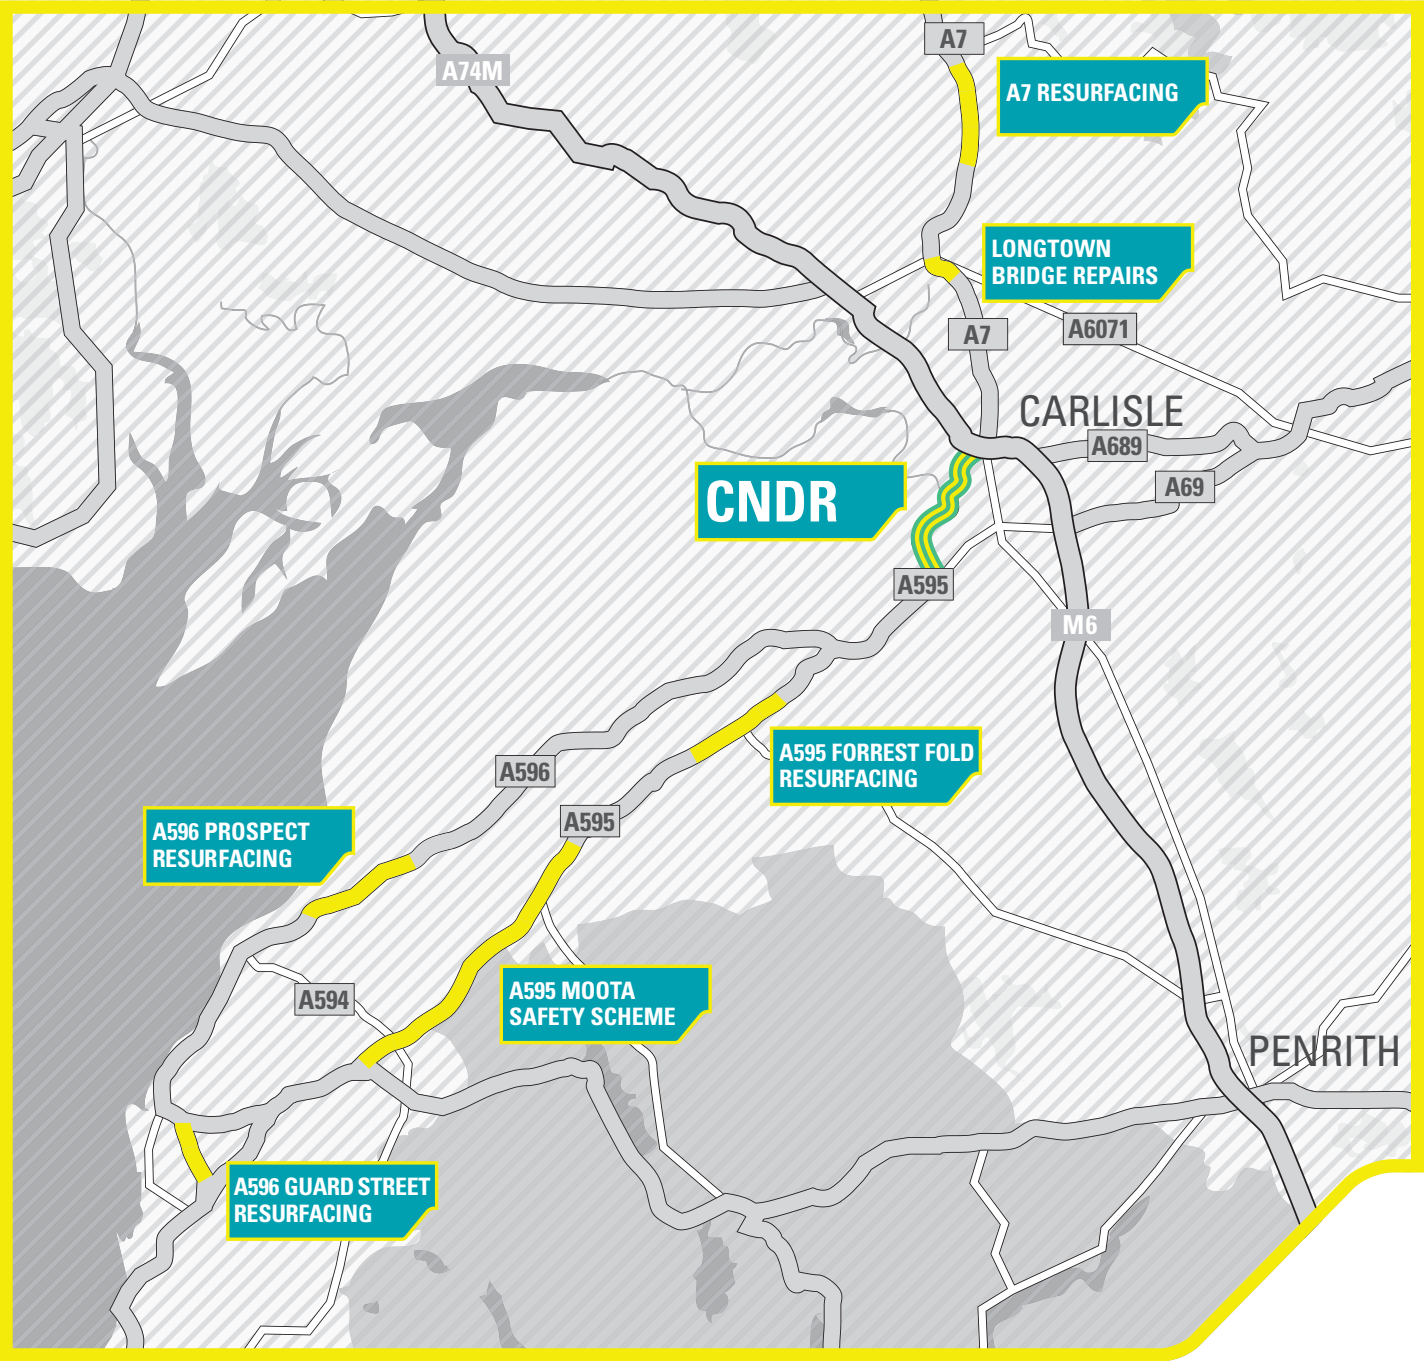 A7
A74M
A7 RESURFACING
LONGTOWN
BRIDGE REPAIRS
A7
A6071
CARLISLE
A689
A69
CNDR
A595
M6
A595 FORREST FOLD
RESURFACING
A596
A595
A596 PROSPECT
RESURFACING
A595 MOOTA
SAFETY SCHEME
A594
PENRITH
A596 GUARD STREET
RESURFACING